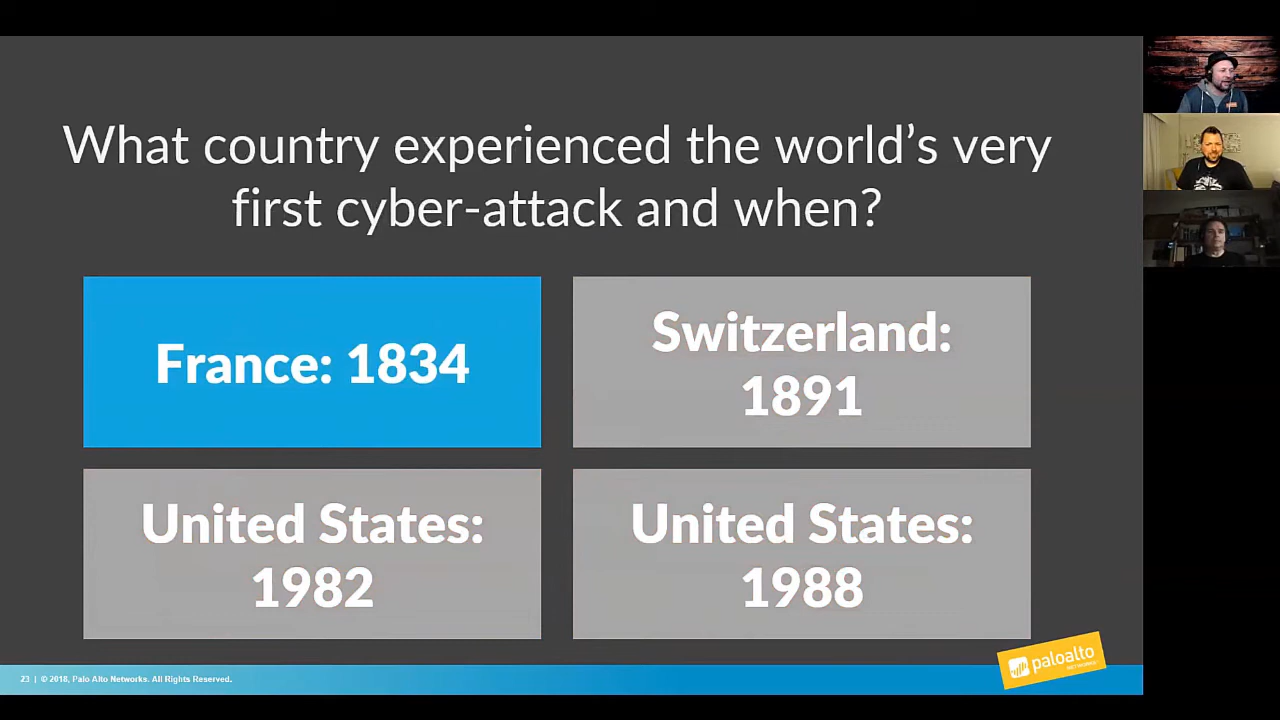 What country experienced the world’s very
first cyber-attack and when?
France: 1834
Switzerland:
1891
United States:
1982
United States:
1988
23 | © 2018, Palo Alto Networks. All Rights Reserved.
paloalto
NETWORKS